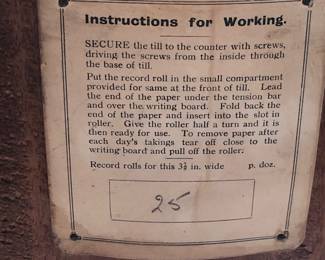 Instructions for Working.
SECURE the till to the counter with screws,
driving the screws from the inside through
the base of till.
Put the record roll in the small compartment
provided for same at the front of till. Lead
the end of the paper under the tension bar
and over the writing board. Fold back the
end of the paper and insert into the slot in
roller. Give the roller half a turn and it is
then ready for use. To remove paper after
each day's takings tear off close to the
writing board and pull off the roller.
Record rolls for this in. wide p. doz.
25